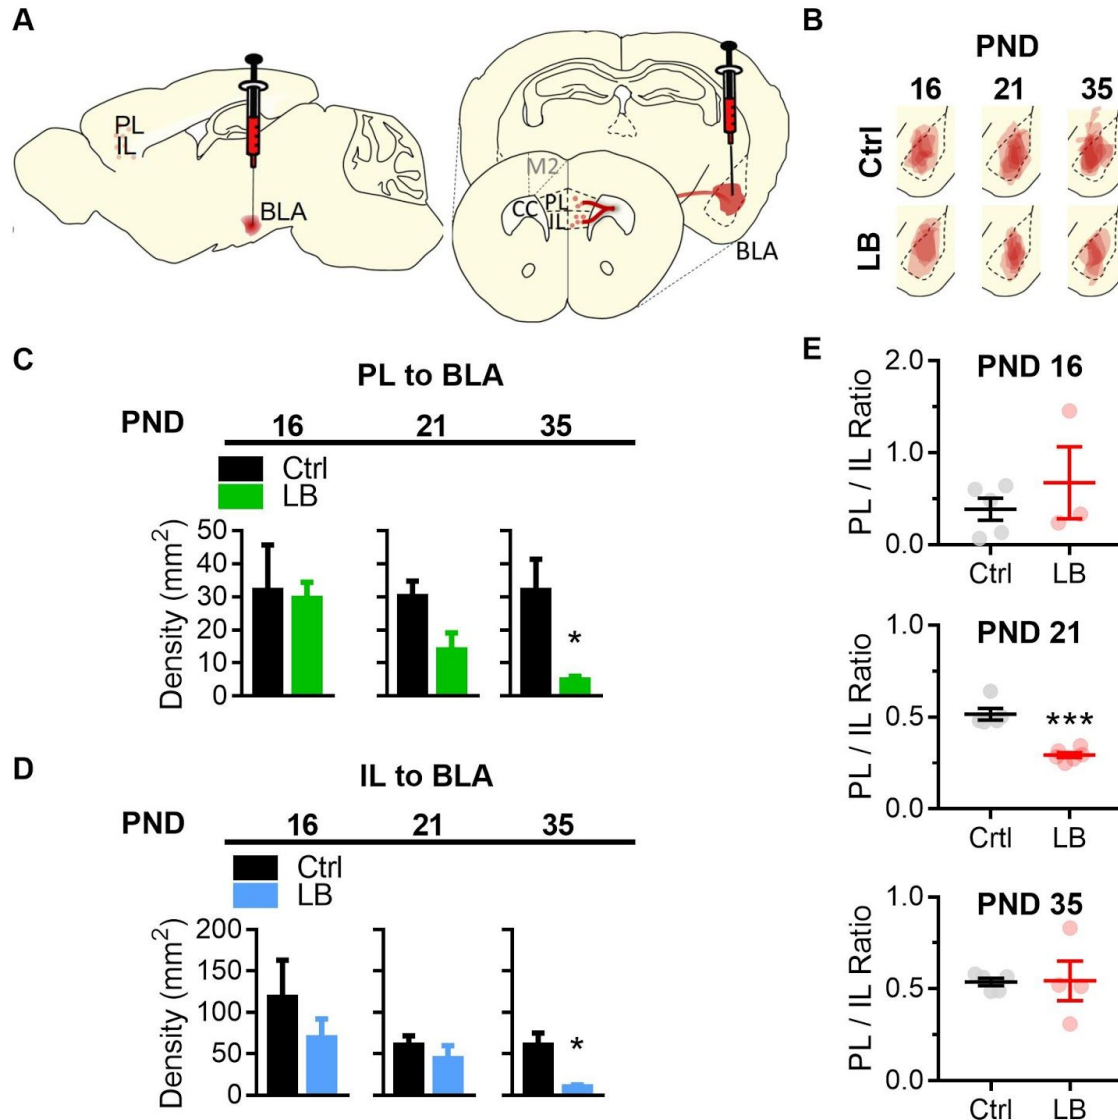 A
PL
IL
BLA
M2
CC
PL
IL
BLA
B
PND
16 21 35
Ctrl
LB
C
PL to BLA
PND 16 21 35
Ctrl
LB
Density (mm²)
50
40
30
20
10
0
*
D
IL to BLA
PND 16 21 35
Ctrl
LB
Density (mm²)
200
150
100
50
0
*
E
PND 16
PL / IL Ratio
2.0
1.0
0.0
Ctrl LB
PND 21
PL / IL Ratio
1.0
0.5
0.0
***
Crtl LB
PND 35
PL / IL Ratio
1.0
0.5
0.0
Ctrl LB